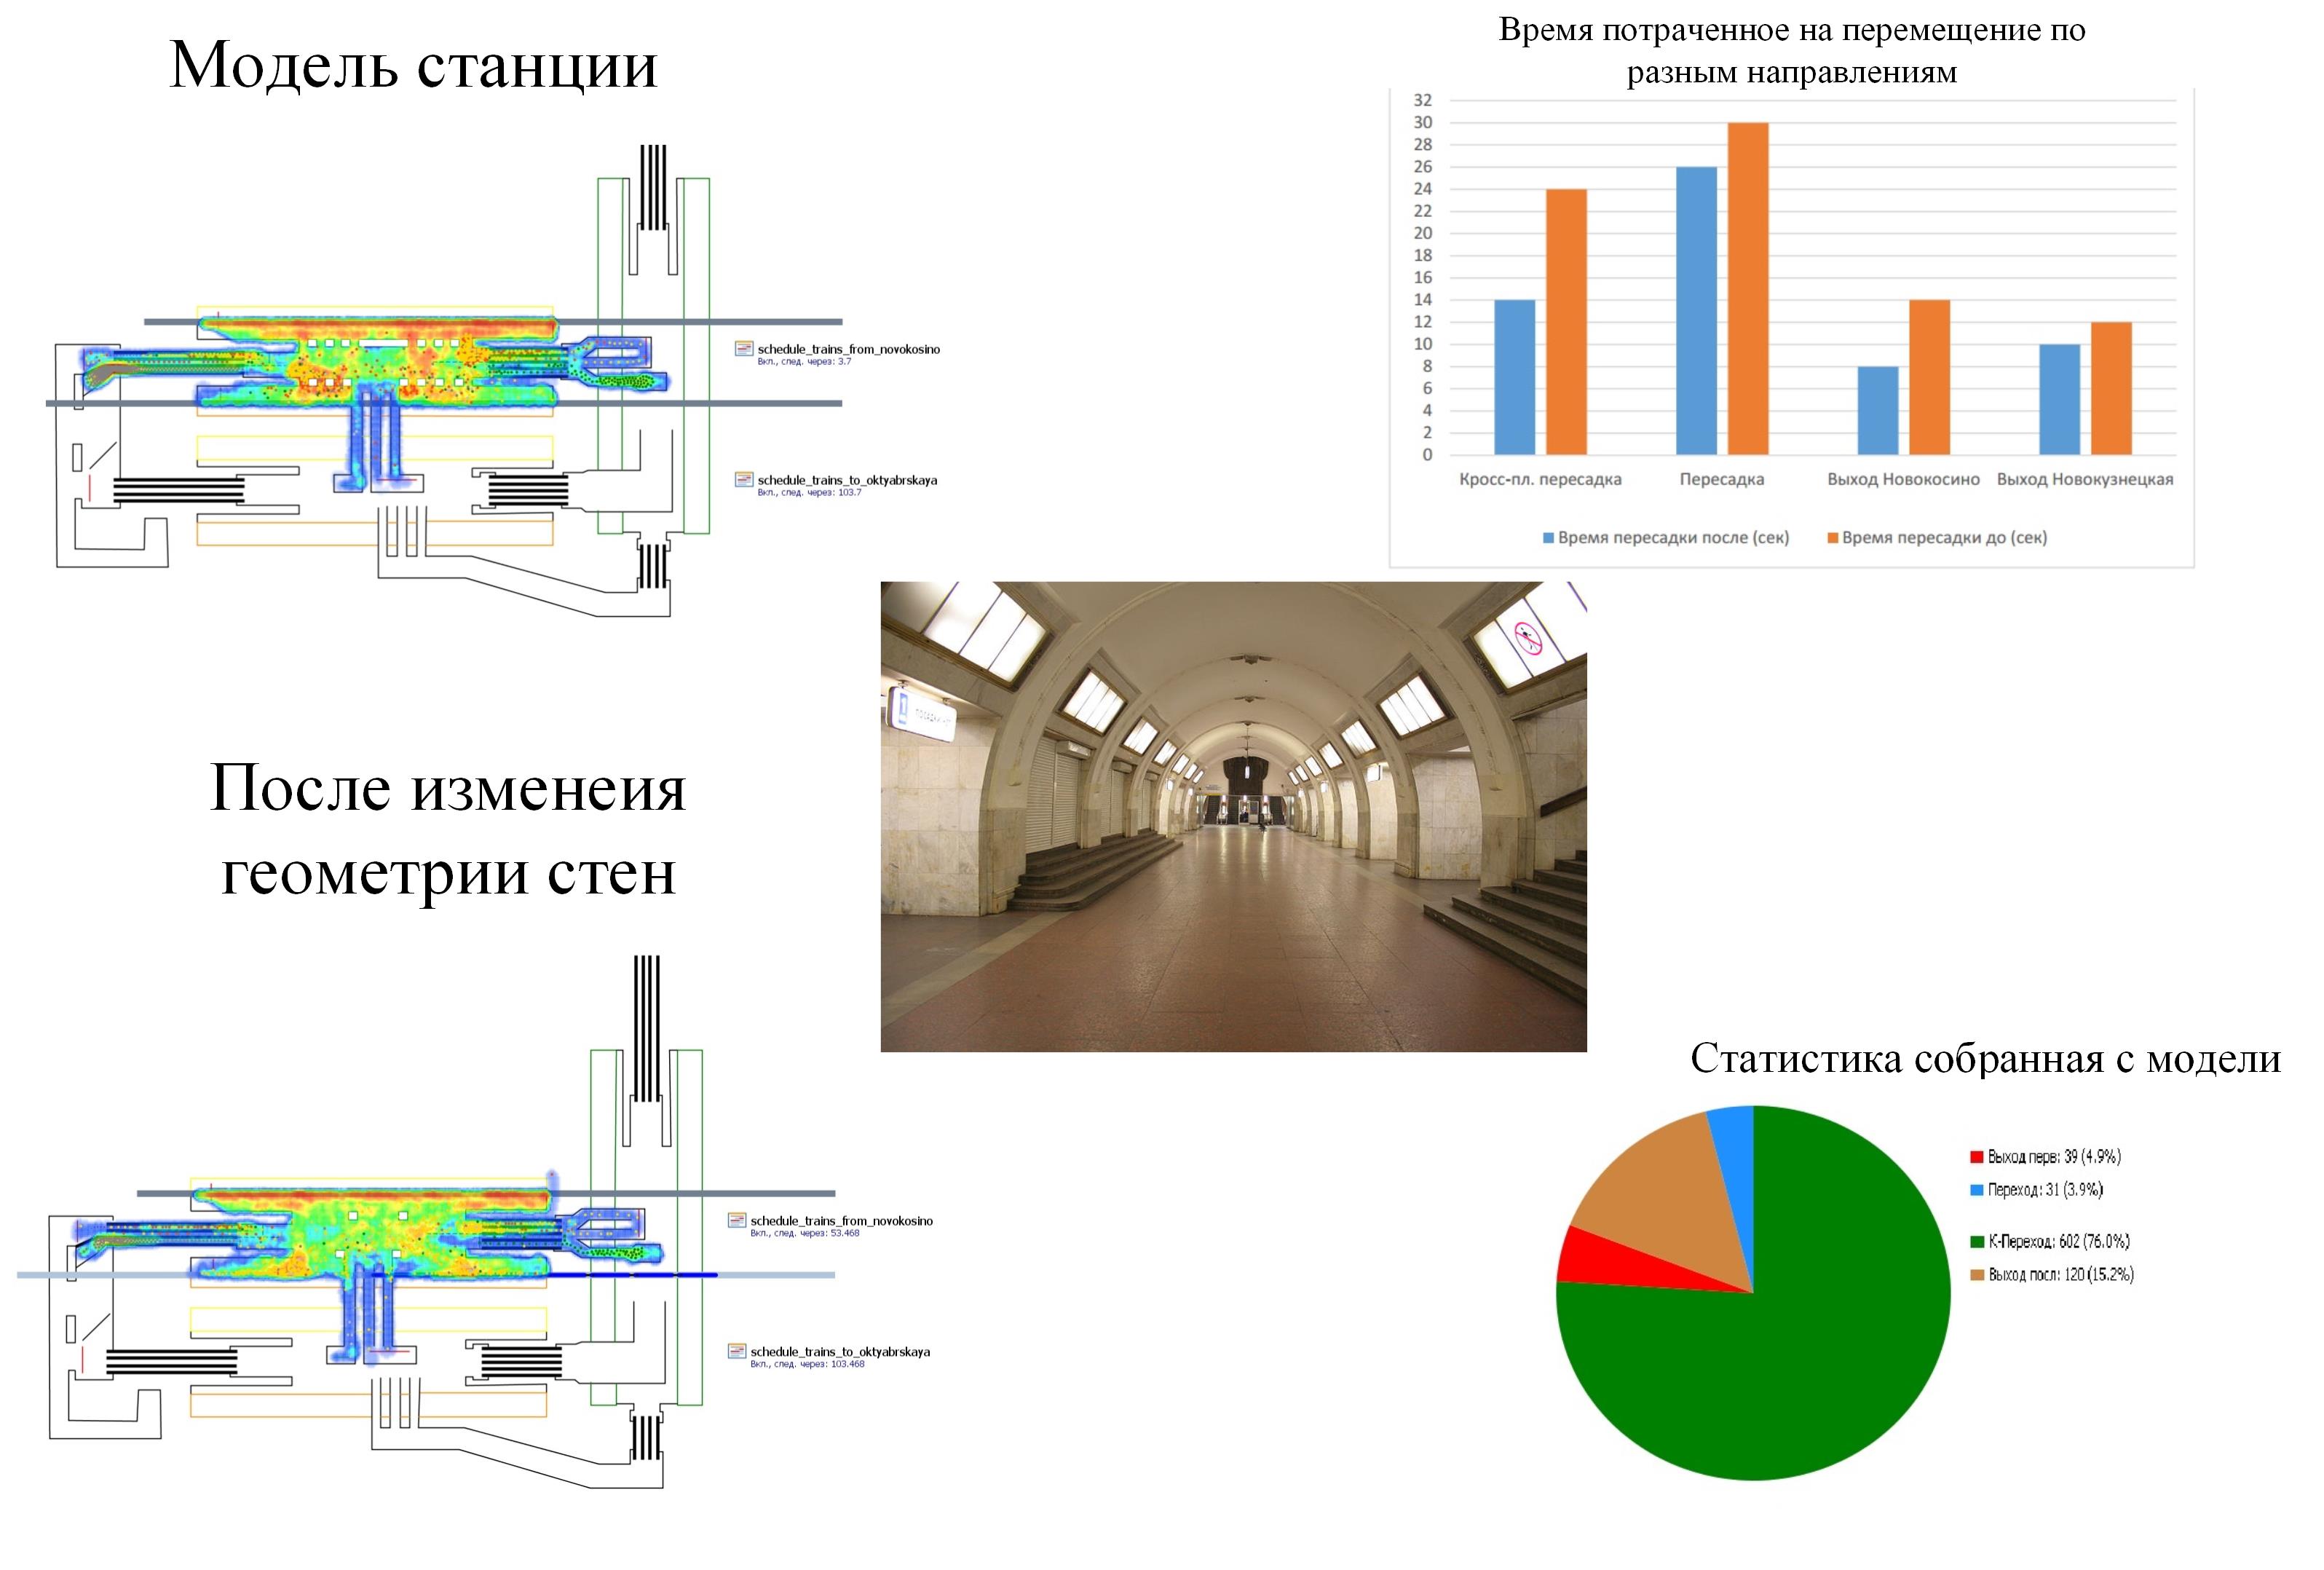 Модель станции
schedule_trains_from_novokosino
Вкл., след. через: 3.7
schedule_trains_to_oktyabrskaya
Вкл., след. через: 103.7
Время потраченное на перемещение по
разным направлениям
32
30
28
26
24
22
20
18
16
14
12
10
8
6
4
2
0
Кросс-пл. пересадка Пересадка Выход Новокосино Выход Новокузнецкая
Время пересадки после (сек) Время пересадки до (сек)
1
После изменеия
геометрии стен
schedule_trains_from_novokosino
Вкл., след. через: 53.468
schedule_trains_to_oktyabrskaya
Вкл., след. через: 103.468
Статистика собранная с модели
Выход перв: 39 (4.9%)
Переход: 31 (3.9%)
К-Переход: 602 (76.0%)
Выход посл: 120 (15.2%)